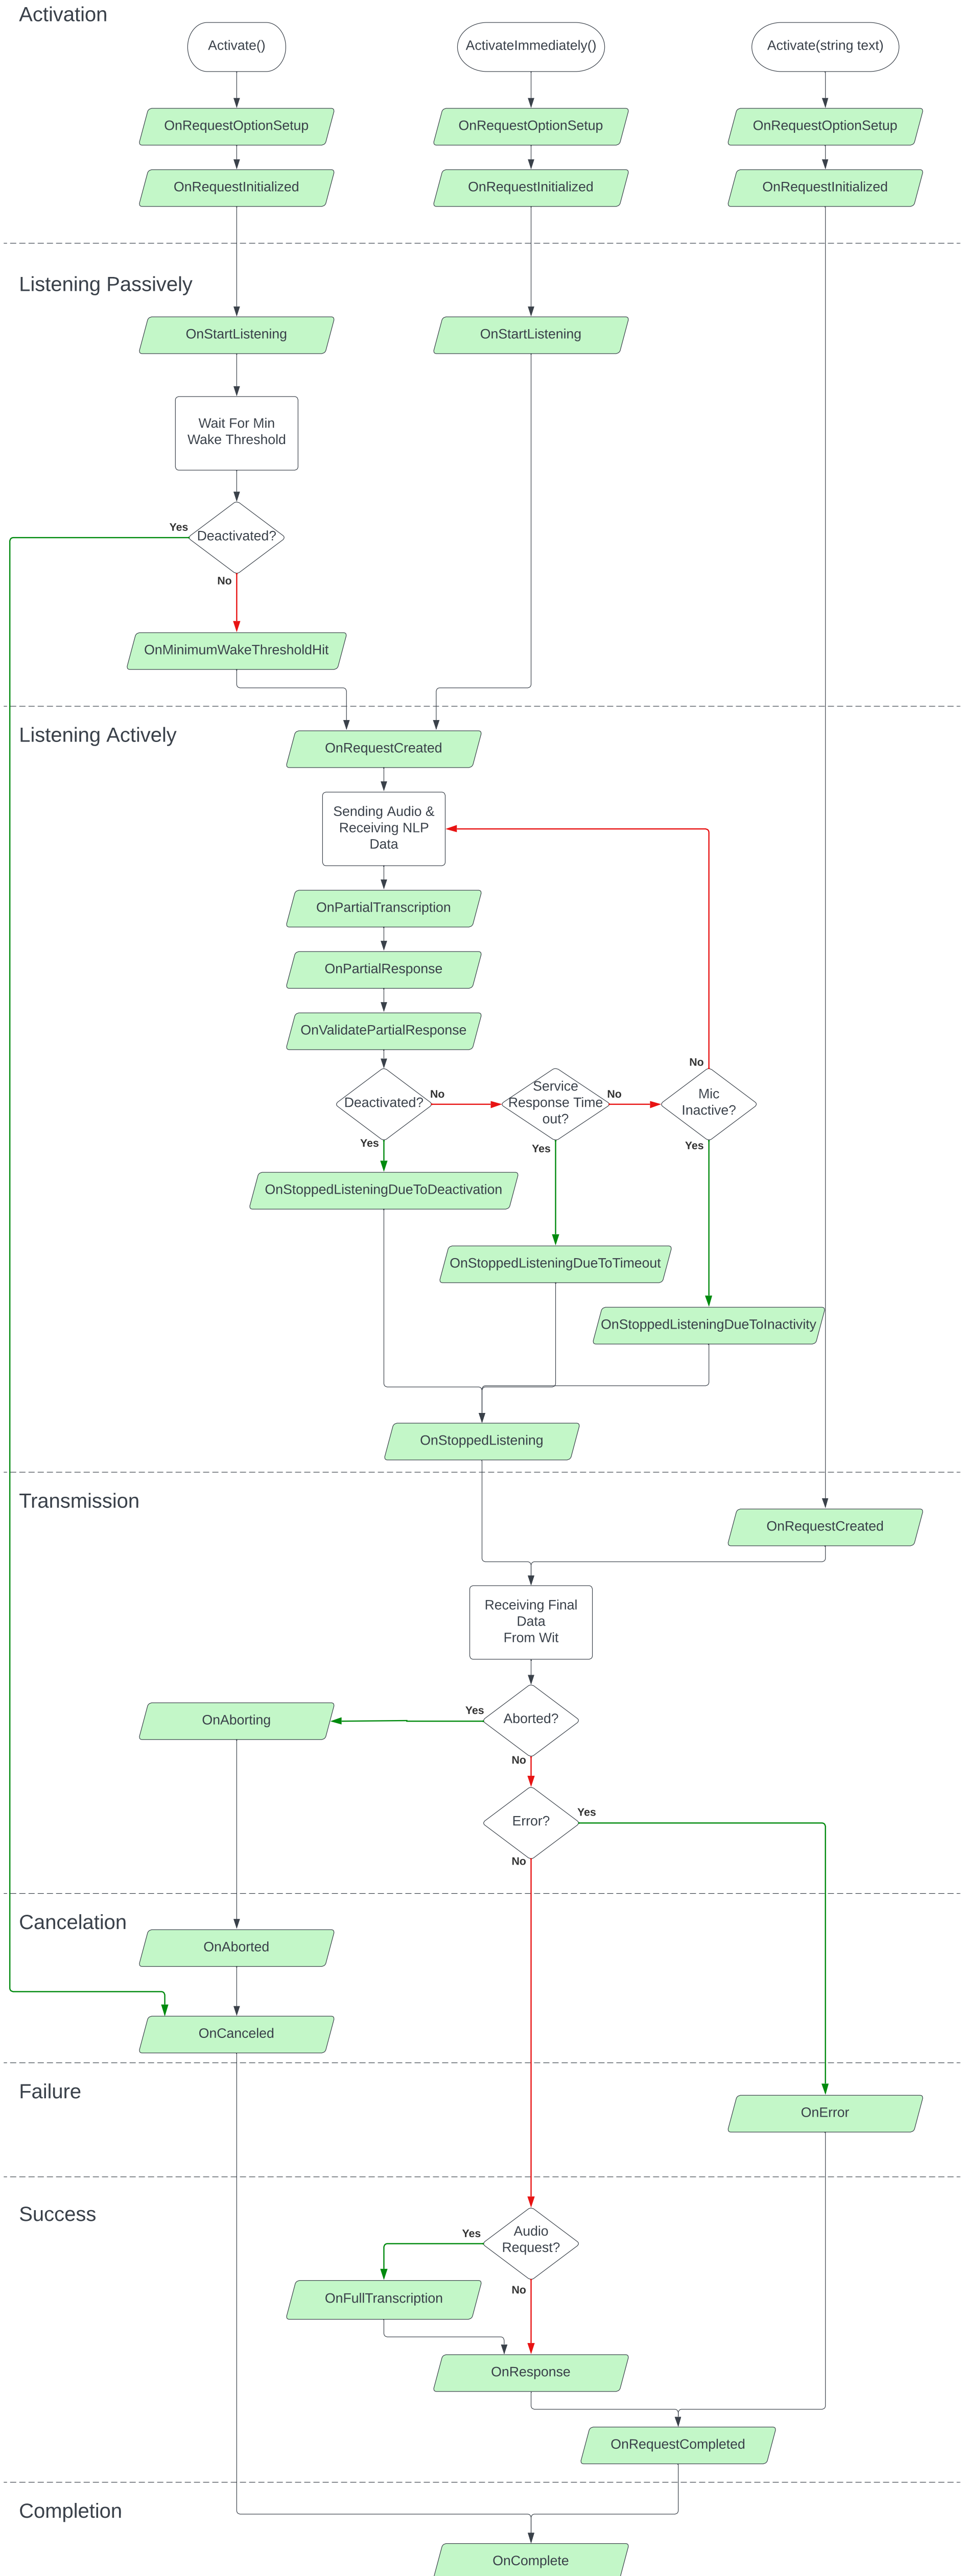 Activation
Activate()
ActivateImmediately()
Activate(string text)
OnRequestOptionSetup
OnRequestOptionSetup
OnRequestOptionSetup
OnRequestInitialized
OnRequestInitialized
OnRequestInitialized
Listening Passively
OnStartListening
OnStartListening
Wait For Min
Wake Threshold
Yes
Deactivated?
No
OnMinimumWakeThresholdHit
Listening Actively
OnRequestCreated
Sending Audio &
Receiving NLP
Data
OnPartialTranscription
OnPartialResponse
OnValidatePartialResponse
Deactivated?
No
Yes
Service
Response Time
out?
No
Yes
Mic
Inactive?
No
Yes
OnStoppedListeningDueToDeactivation
OnStoppedListeningDueToTimeout
OnStoppedListeningDueToInactivity
OnStoppedListening
Transmission
OnRequestCreated
Receiving Final
Data
From Wit
OnAborting
Yes
Aborted?
No
Error?
Yes
No
Cancelation
OnAborted
OnCanceled
Failure
OnError
Success
Yes
Audio
Request?
No
OnFullTranscription
OnResponse
OnRequestCompleted
Completion
OnComplete